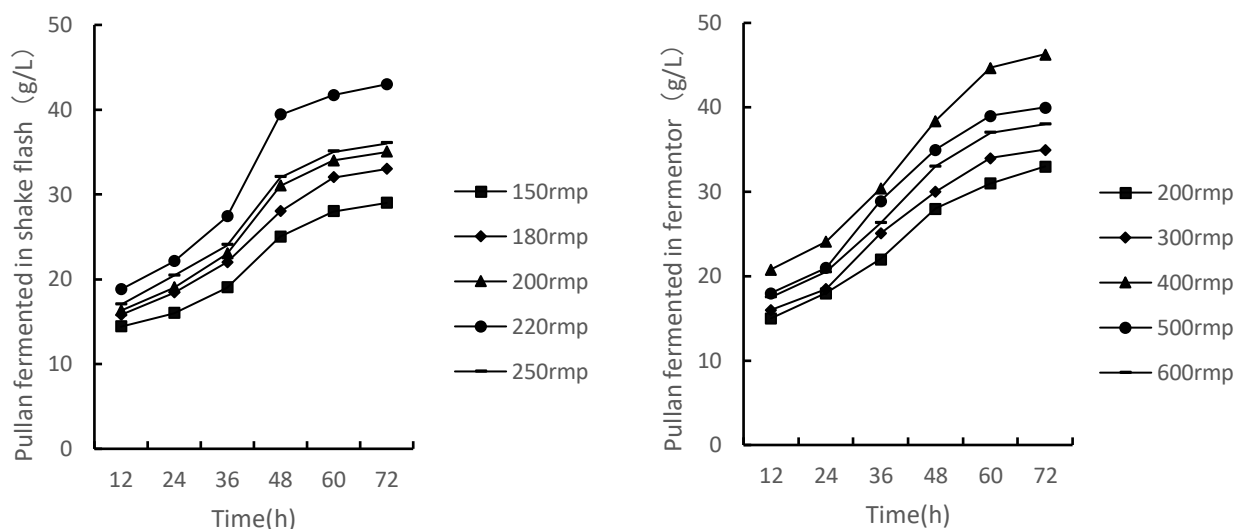 Pullan fermented in shake flash （g/L）
50
40
30
20
10
0
12 24 36 48 60 72
Time(h)
150rmp
180rmp
200rmp
220rmp
250rmp
Pullan fermented in fermentor （g/L）
50
40
30
20
10
0
12 24 36 48 60 72
Time(h)
200rmp
300rmp
400rmp
500rmp
600rmp